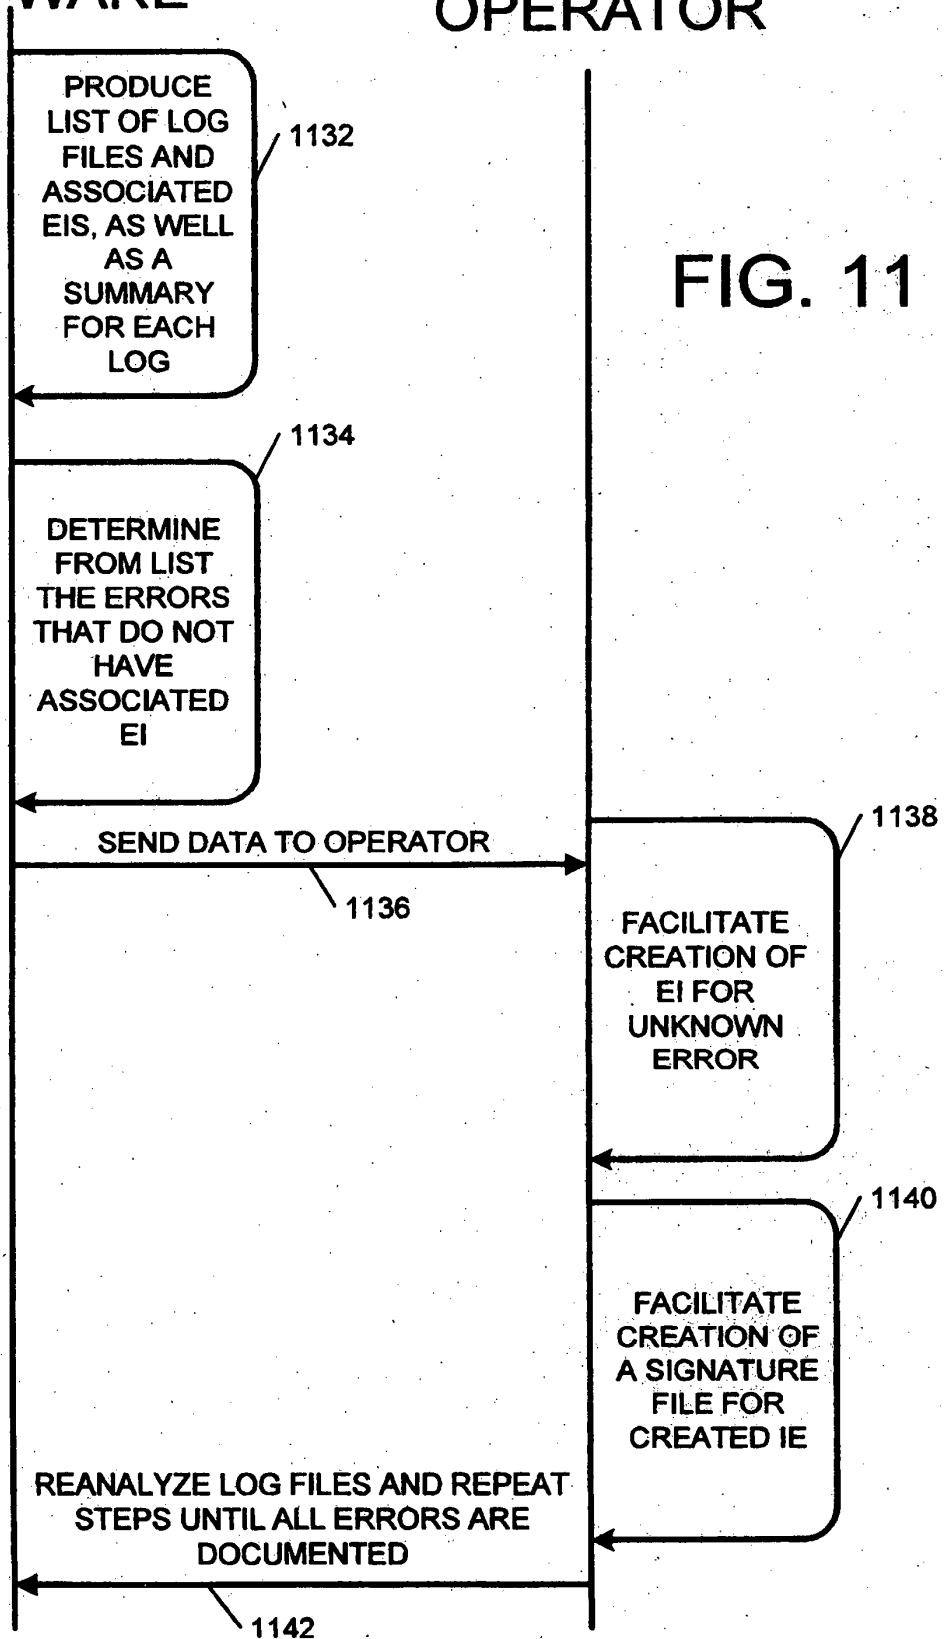 OPERATOR
PRODUCE
LIST OF LOG
FILES AND
ASSOCIATED
EIS, AS WELL
AS A
SUMMARY
FOR EACH
LOG
1132
FIG. 11
1134
DETERMINE
FROM LIST
THE ERRORS
THAT DO NOT
HAVE
ASSOCIATED
EI
SEND DATA TO OPERATOR
1136
1138
FACILITATE
CREATION OF
EI FOR
UNKNOWN
ERROR
1140
FACILITATE
CREATION OF
A SIGNATURE
FILE FOR
CREATED IE
REANALYZE LOG FILES AND REPEAT
STEPS UNTIL ALL ERRORS ARE
DOCUMENTED
1142